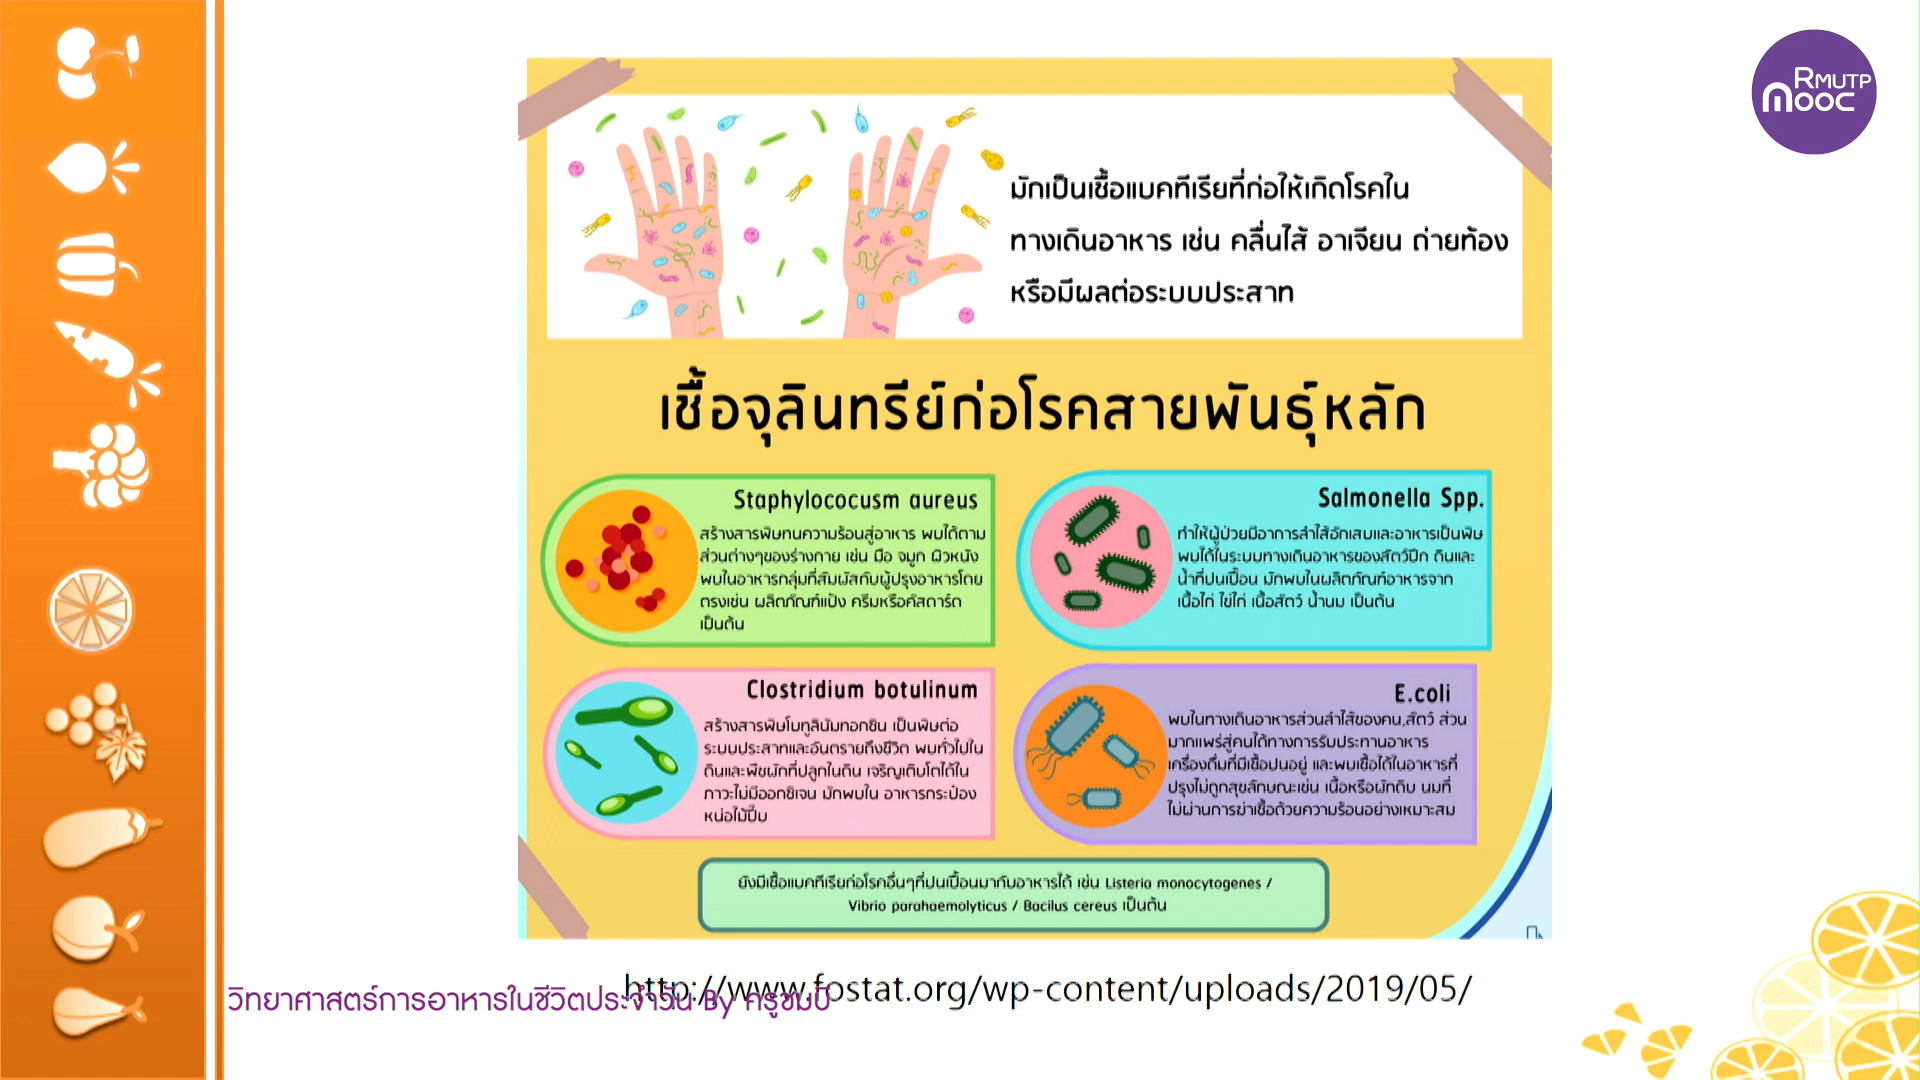 RMUTP
mooc
มักเป็นเชื้อแบคทีเรียที่ก่อให้เกิดโรคใน
ทางเดินอาหาร เช่น คลื่นไส้ อาเจียน ถ่ายท้อง
หรือมีผลต่อระบบประสาท
เชื้อจุลินทรีย์ก่อโรคสายพันธุ์หลัก
Staphylococusm aureus
สร้างสารพิษทนความร้อนสู่อาหาร พบได้ตาม
ส่วนต่างๆของร่างกาย เช่น มือ จมูก ผิวหนัง
พบในอาหารกลุ่มที่สัมผัสกับผู้ปรุงอาหารโดย
ตรงเช่น ผลิตภัณฑ์แป้ง ครีมหรือคัสตาร์ด
เป็นต้น
Salmonella Spp.
ทำให้ผู้ป่วยมีอาการลำไส้อักเสบและอาหารเป็นพิษ
พบได้ในระบบทางเดินอาหารของสัตว์ปีก ดินและ
น้ำที่ปนเปื้อน มักพบในผลิตภัณฑ์อาหารจาก
เนื้อไก่ ไข่ไก่ เนื้อสัตว์ น้ำนม เป็นต้น
Clostridium botulinum
สร้างสารพิษโบทูลินัมทอกซิน เป็นพิษต่อ
ระบบประสาทและอันตรายถึงชีวิต พบทั่วไปใน
ดินและพืชผักที่ปลูกในดิน เจริญเติบโตได้ใน
ภาวะไม่มีออกซิเจน มักพบใน อาหารกระป๋อง
หน่อไม้ปี๊บ
E.coli
พบในทางเดินอาหารส่วนลำไส้ของคน,สัตว์ ส่วน
มากแพร่สู่คนได้ทางการรับประทานอาหาร
เครื่องดื่มที่มีเชื้อปนอยู่ และพบเชื้อได้ในอาหารที่
ปรุงไม่ถูกสุขลักษณะเช่น เนื้อหรือผักดิบ นมที่
ไม่ผ่านการฆ่าเชื้อด้วยความร้อนอย่างเหมาะสม
ยังมีเชื้อแบคทีเรียก่อโรคอื่นๆที่ปนเปื้อนมากับอาหารได้ เช่น Listeria monocytogenes /
Vibrio parahaemolyticus / Bacilus cereus เป็นต้น
http://www.fostat.org/wp-content/uploads/2019/05/
วิทยาศาสตร์การอาหารในชีวิตประจำวัน By ครูชมบี